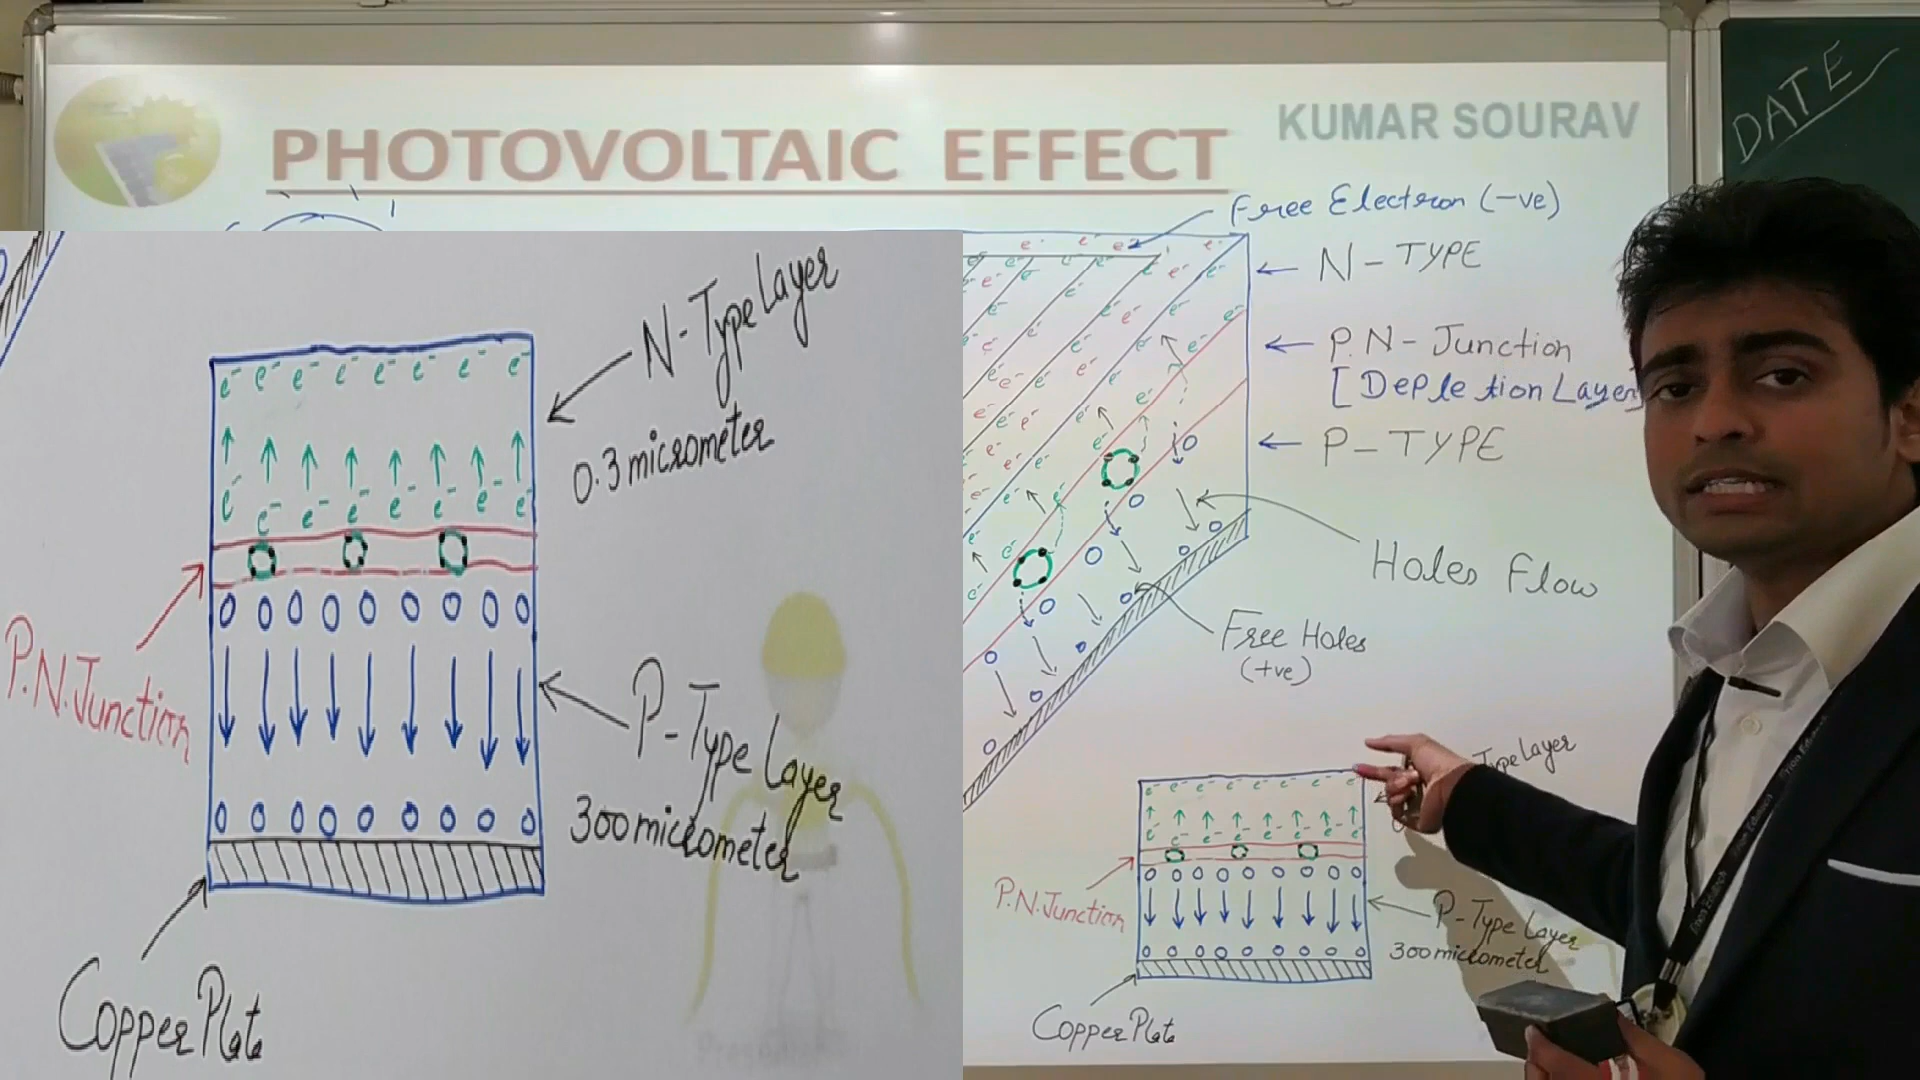 PHOTOVOLTAIC EFFECT
KUMAR SOURAV
DATE
Free Electron (-ve)
N-TYPE
P.N-Junction
[Depletion Layer]
P-TYPE
Holes Flow
Free Holes
(+ve)
N-Type Layer
0.3 micrometer
P.N.Junction
P-Type Layer
300 micrometer
Copper Plate
e⁻ e⁻ e⁻ e⁻ e⁻ e⁻ e⁻ e⁻
e⁻ e⁻ e⁻ e⁻ e⁻ e⁻ e⁻ e⁻
Type Layer
P.N.Junction
P-Type Layer
300 micrometer
Copper Plate